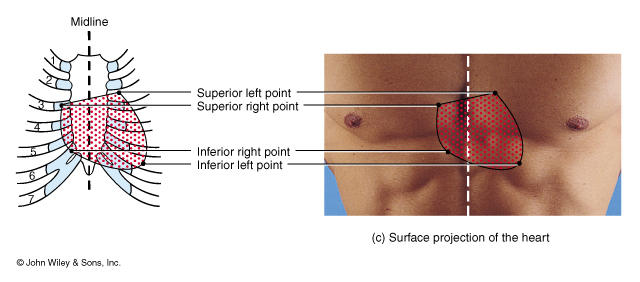 Midline
1
2
3
4
5
6
7
Superior left point
Superior right point
Inferior right point
Inferior left point
(c) Surface projection of the heart
© John Wiley & Sons, Inc.